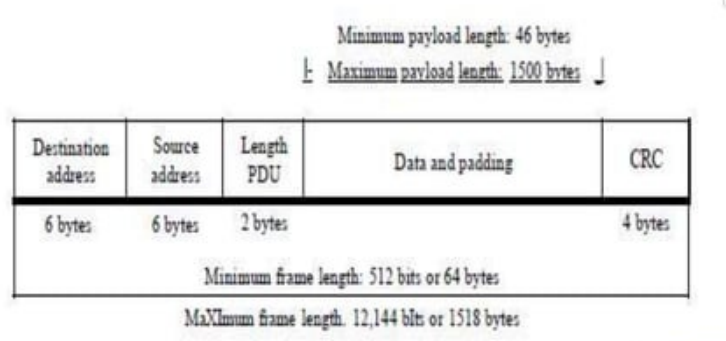 Minimum payload length: 46 bytes
Maximum payload length: 1500 bytes
Destination address
Source address
Length PDU
Data and padding
CRC
6 bytes
6 bytes
2 bytes
4 bytes
Minimum frame length: 512 bits or 64 bytes
MaXImum frame length. 12,144 bIts or 1518 bytes